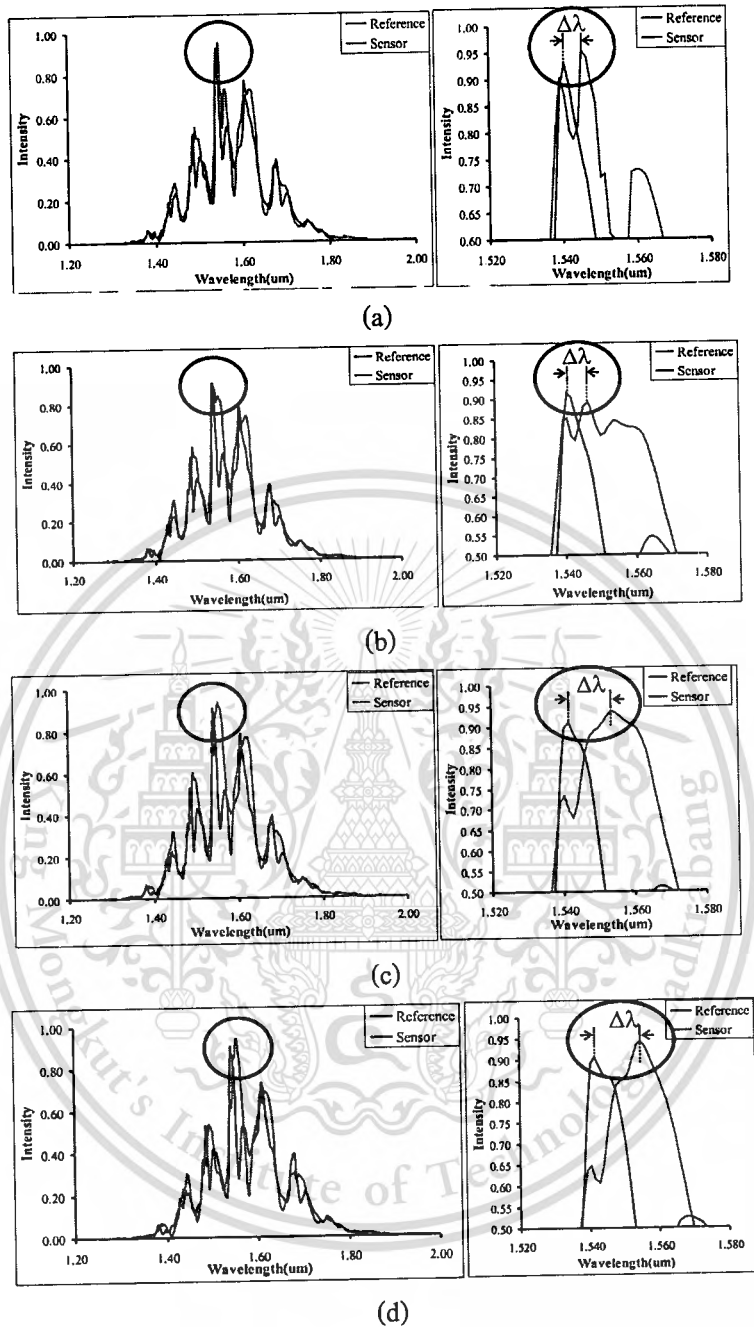 Reference
Sensor
1.00
0.80
0.60
0.40
0.20
0.00
Intensity
1.20 1.40 1.60 1.80 2.00
Wavelength(um)
Δλ
Reference
Sensor
1.00
0.95
0.90
0.85
0.80
0.75
0.70
0.65
0.60
Intensity
1.520 1.540 1.560 1.580
Wavelength(um)
(a)
Reference
Sensor
1.00
0.80
0.60
0.40
0.20
0.00
Intensity
1.20 1.40 1.60 1.80 2.00
Wavelength(um)
Δλ
Reference
Sensor
1.00
0.95
0.90
0.85
0.80
0.75
0.70
0.65
0.60
0.55
0.50
Intensity
1.520 1.540 1.560 1.580
Wavelength(um)
(b)
Reference
Sensor
1.00
0.80
0.60
0.40
0.20
0.00
Intensity
1.20 1.40 1.60 1.80 2.00
Wavelength(um)
Δλ
Reference
Sensor
1.00
0.95
0.90
0.85
0.80
0.75
0.70
0.65
0.60
0.55
0.50
Intensity
1.520 1.540 1.560 1.580
Wavelength(um)
(c)
Reference
Sensor
1.00
0.80
0.60
0.40
0.20
0.00
Intensity
1.20 1.40 1.60 1.80 2.00
Wavelength(um)
Δλ
Reference
Sensor
1.00
0.95
0.90
0.85
0.80
0.75
0.70
0.65
0.60
0.55
0.50
Intensity
1.520 1.540 1.560 1.580
Wavelength(um)
(d)
Mongkut's Institute of Technology